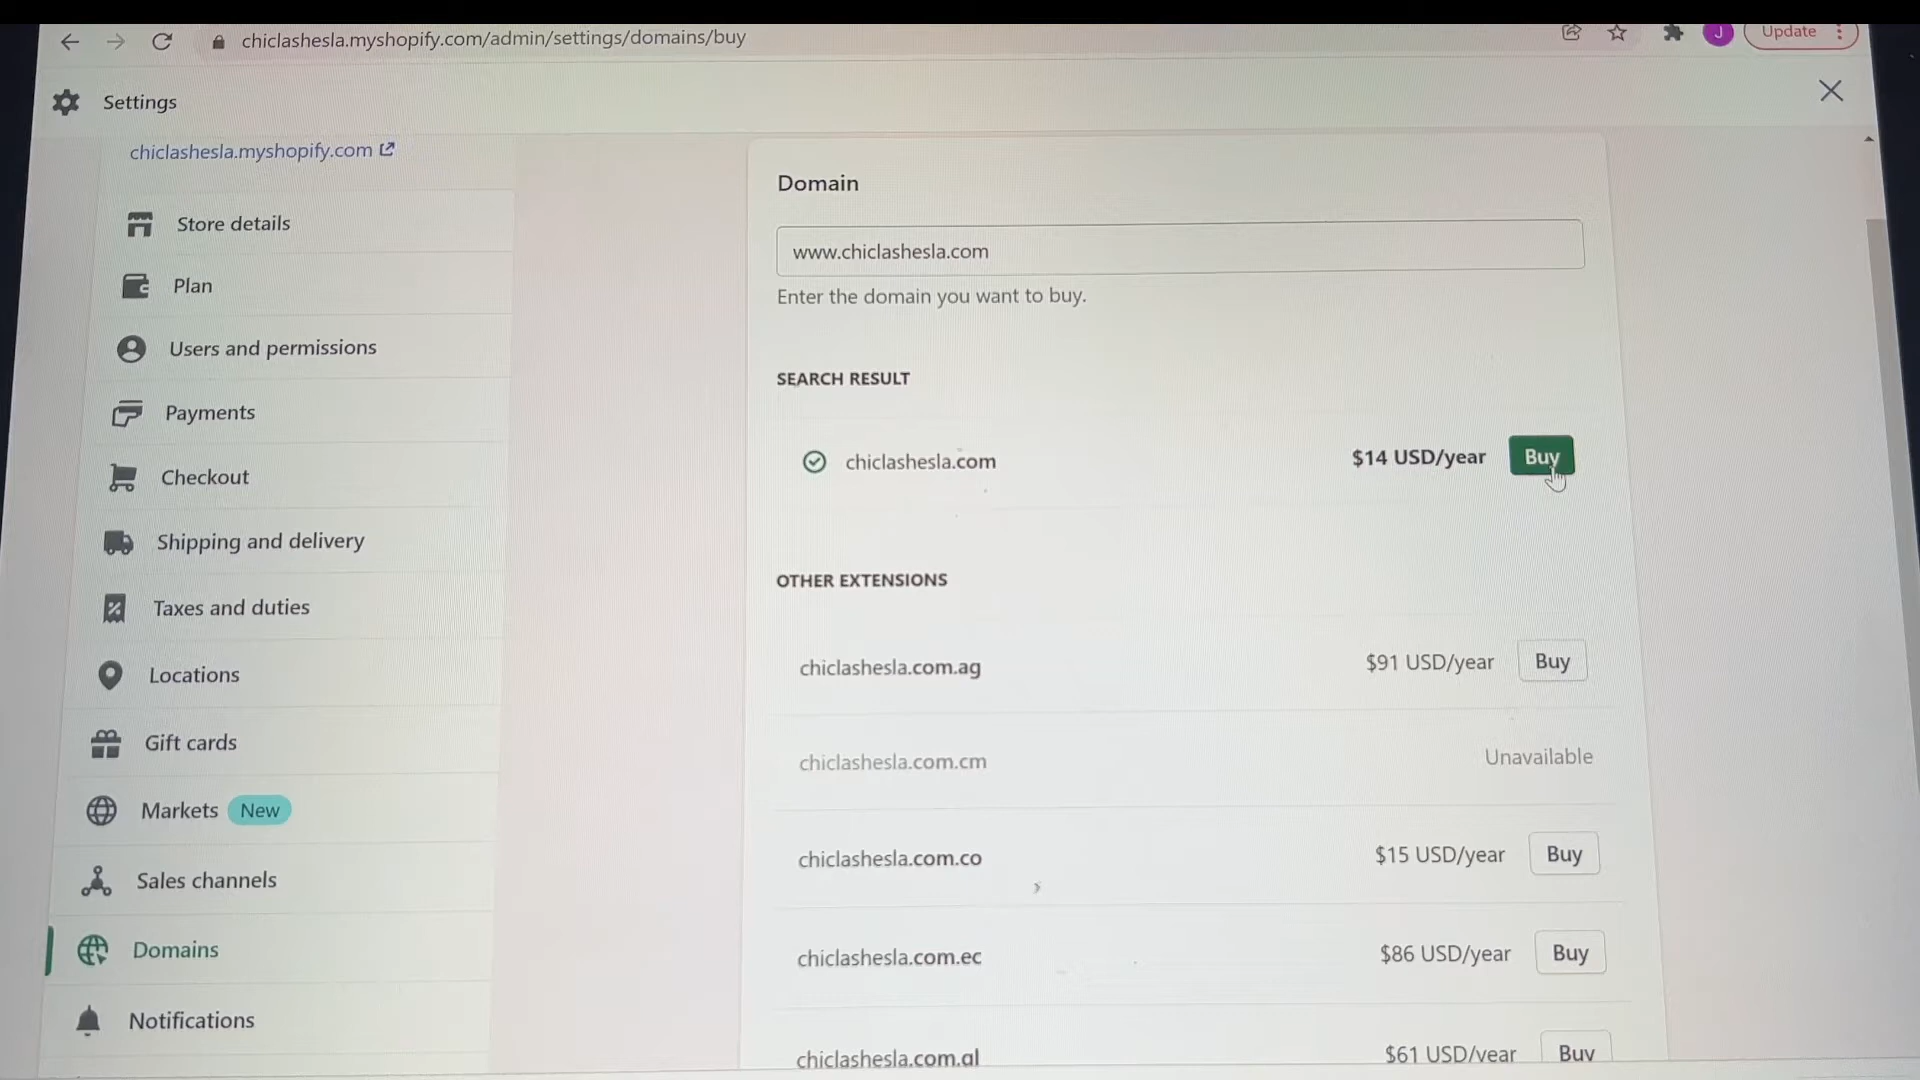 chiclashesla.myshopify.com/admin/settings/domains/buy
J
Update
Settings
chiclashesla.myshopify.com
Store details
Plan
Users and permissions
Payments
Checkout
Shipping and delivery
Taxes and duties
Locations
Gift cards
Markets New
Sales channels
Domains
Notifications
Domain
www.chiclashesla.com
Enter the domain you want to buy.
SEARCH RESULT
chiclashesla.com $14 USD/year Buy
OTHER EXTENSIONS
chiclashesla.com.ag $91 USD/year Buy
chiclashesla.com.cm Unavailable
chiclashesla.com.co $15 USD/year Buy
chiclashesla.com.ec $86 USD/year Buy
$61 USD/year Buy